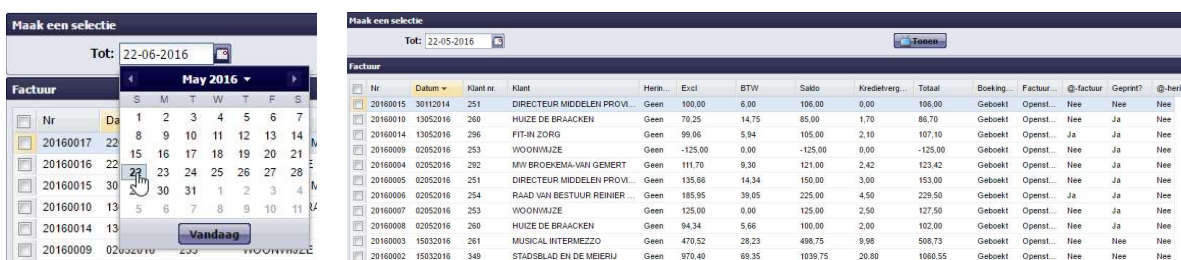 Maak een selectie
Tot: 22-06-2016
May 2016
S M T W T F S
1 2 3 4 5 6 7
8 9 10 11 12 13 14
15 16 17 18 19 20 21
22 23 24 25 26 27 28
30 31 1 2 3 4
5 6 7 8 9 10 11
Vandaag
Factuur
Nr Da
20160017 22
20160016 22
20160015 30
20160010 13
20160014 13
20160009 02052016 253 WOONWIJZE
Maak een selectie
Tot: 22-05-2016 Tonen
Factuur
Nr Datum Klant nr. Klant Herin... Excl BTW Saldo Kredietverg... Totaal Boeking... Factuur... @-factuur Geprint? @-heri
20160015 30112014 251 DIRECTEUR MIDDELEN PROVI... Geen 100,00 6,00 106,00 0,00 106,00 Geboekt Openst... Nee Nee Nee
20160010 13052016 260 HUIZE DE BRAACKEN Geen 70,25 14,75 85,00 1,70 86,70 Geboekt Openst... Nee Ja Nee
20160014 13052016 296 FIT-IN ZORG Geen 99,06 5,94 105,00 2,10 107,10 Geboekt Openst... Ja Ja Nee
20160009 02052016 253 WOONWIJZE Geen -125,00 0,00 -125,00 0,00 -125,00 Geboekt Openst... Nee Ja Nee
20160004 02052016 292 MW BROEKEMA-VAN GEMERT Geen 111,70 9,30 121,00 2,42 123,42 Geboekt Openst... Nee Ja Nee
20160005 02052016 251 DIRECTEUR MIDDELEN PROVI... Geen 135,66 14,34 150,00 3,00 153,00 Geboekt Openst... Nee Ja Nee
20160006 02052016 254 RAAD VAN BESTUUR REINIER ... Geen 185,95 39,05 225,00 4,50 229,50 Geboekt Openst... Ja Ja Nee
20160007 02052016 253 WOONWIJZE Geen 125,00 0,00 125,00 2,50 127,50 Geboekt Openst... Nee Ja Nee
20160008 02052016 260 HUIZE DE BRAACKEN Geen 94,34 5,66 100,00 2,00 102,00 Geboekt Openst... Nee Ja Nee
20160003 15032016 261 MUSICAL INTERMEZZO Geen 470,52 28,23 498,75 9,98 508,73 Geboekt Openst... Nee Nee Nee
20160002 15032016 349 STADSBLAD EN DE MEIERIJ Geen 970,40 69,35 1039,75 20,80 1060,55 Geboekt Openst... Nee Nee Nee